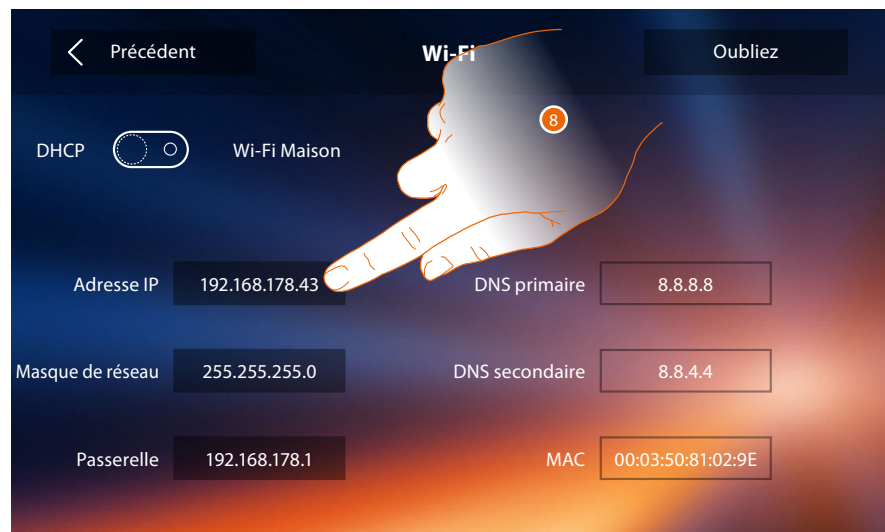 Précédent
Wi-Fi
Oubliez
8
DHCP
Wi-Fi Maison
Adresse IP
192.168.178.43
DNS primaire
8.8.8.8
Masque de réseau
255.255.255.0
DNS secondaire
8.8.4.4
Passerelle
192.168.178.1
MAC
00:03:50:81:02:9E